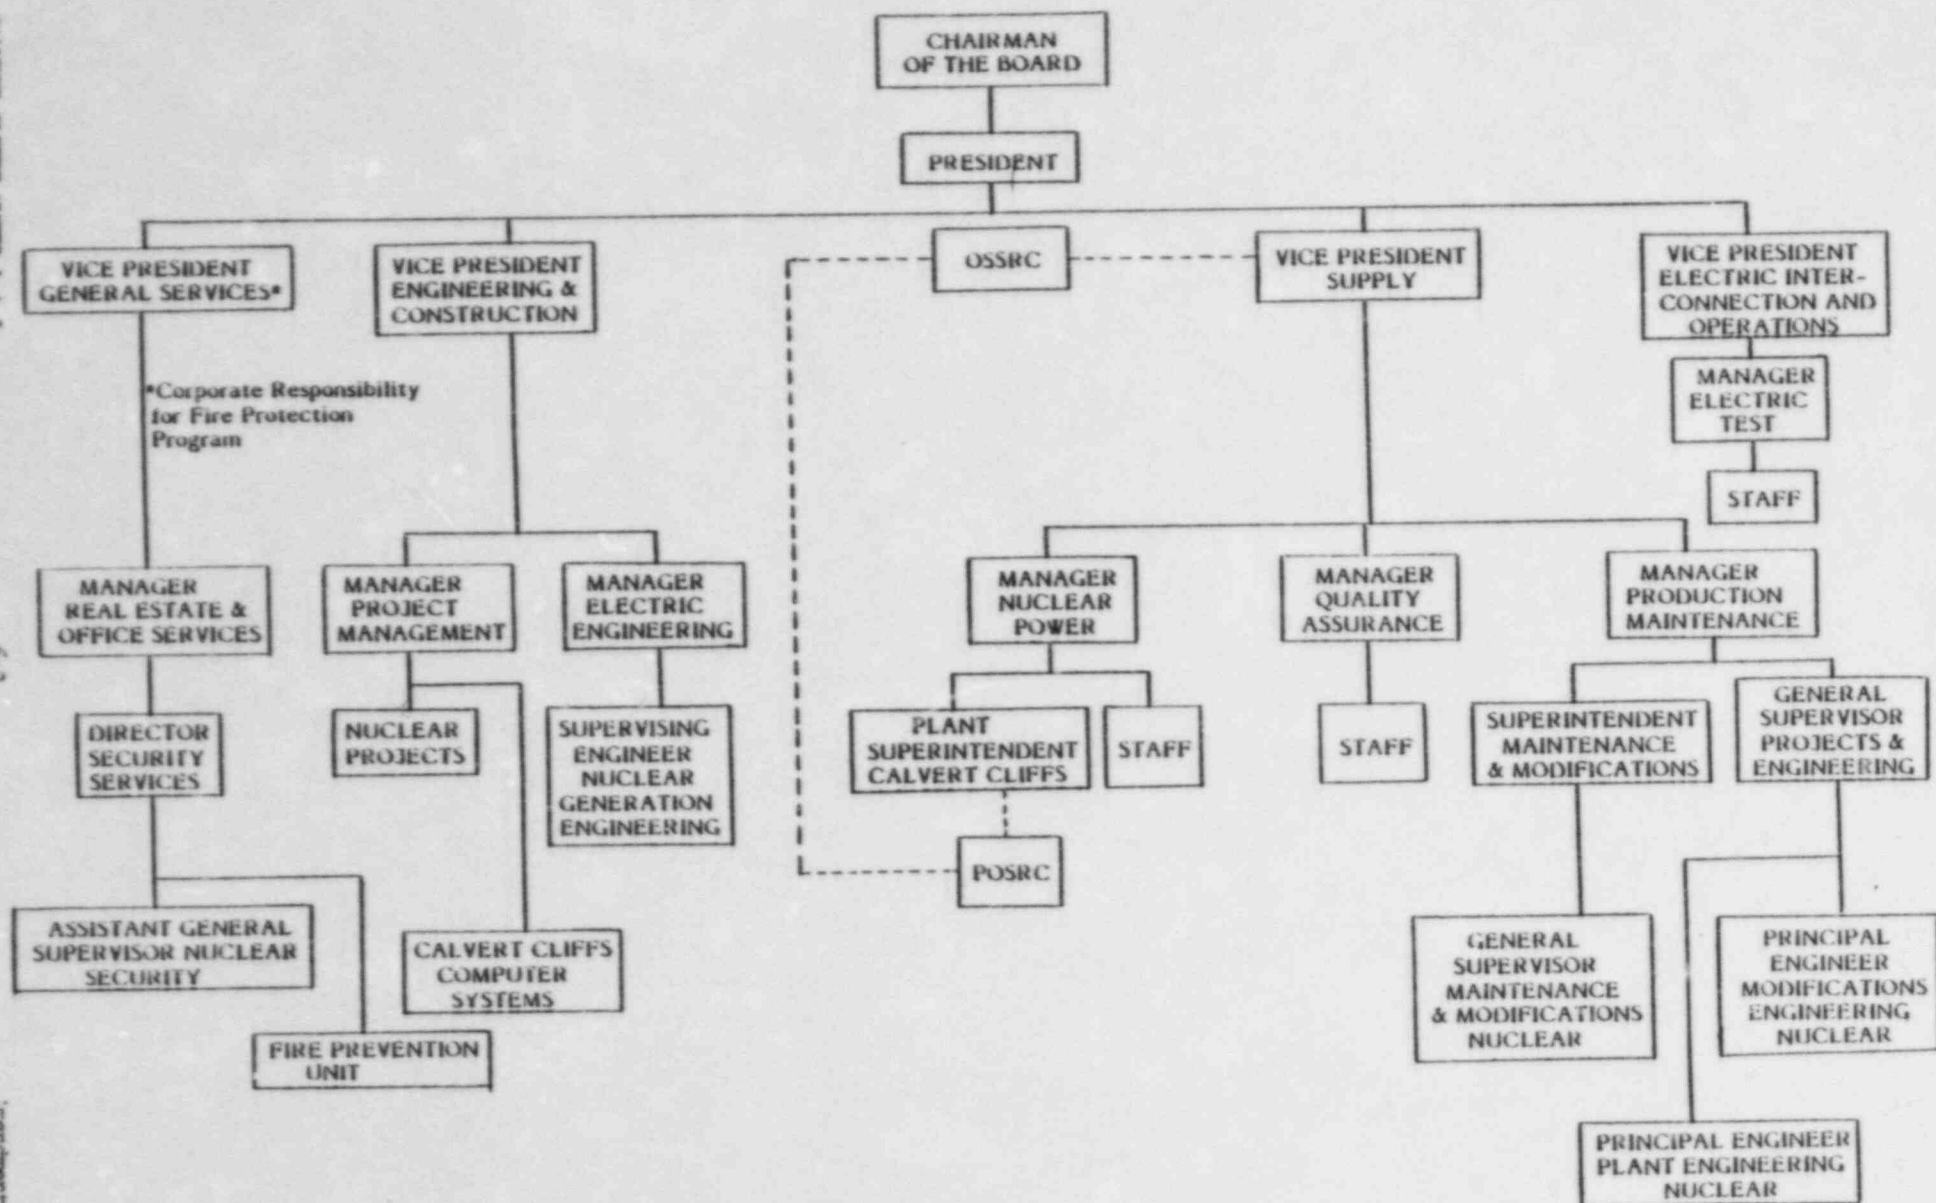 CHAIRMAN
OF THE BOARD
PRESIDENT
VICE PRESIDENT
GENERAL SERVICES*
VICE PRESIDENT
ENGINEERING &
CONSTRUCTION
OSSRC
VICE PRESIDENT
SUPPLY
VICE PRESIDENT
ELECTRIC INTER-
CONNECTION AND
OPERATIONS
*Corporate Responsibility
for Fire Protection
Program
MANAGER
ELECTRIC
TEST
STAFF
MANAGER
REAL ESTATE &
OFFICE SERVICES
MANAGER
PROJECT
MANAGEMENT
MANAGER
ELECTRIC
ENGINEERING
MANAGER
NUCLEAR
POWER
MANAGER
QUALITY
ASSURANCE
MANAGER
PRODUCTION
MAINTENANCE
DIRECTOR
SECURITY
SERVICES
NUCLEAR
PROJECTS
SUPERVISING
ENGINEER
NUCLEAR
GENERATION
ENGINEERING
PLANT
SUPERINTENDENT
CALVERT CLIFFS
STAFF
STAFF
SUPERINTENDENT
MAINTENANCE
& MODIFICATIONS
GENERAL
SUPERVISOR
PROJECTS &
ENGINEERING
POSRC
ASSISTANT GENERAL
SUPERVISOR NUCLEAR
SECURITY
CALVERT CLIFFS
COMPUTER
SYSTEMS
GENERAL
SUPERVISOR
MAINTENANCE
& MODIFICATIONS
NUCLEAR
PRINCIPAL
ENGINEER
MODIFICATIONS
ENGINEERING
NUCLEAR
FIRE PREVENTION
UNIT
PRINCIPAL ENGINEER
PLANT ENGINEERING
NUCLEAR